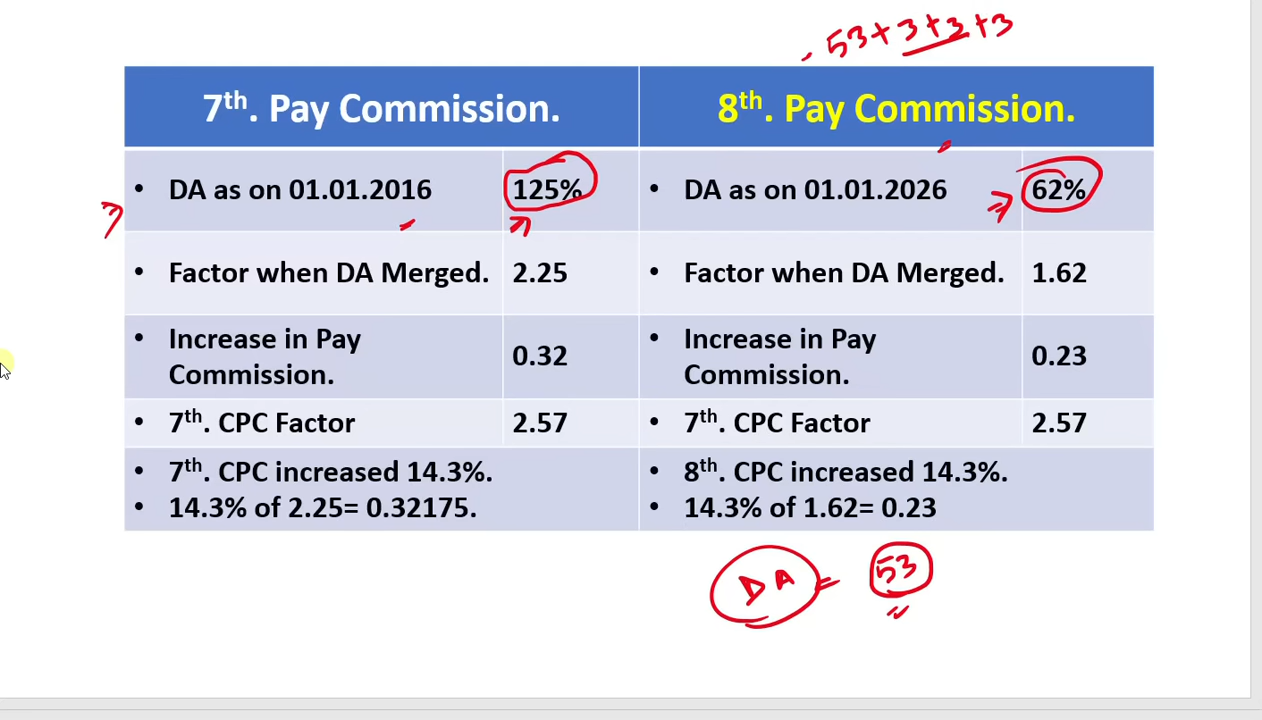 53+3+3+3
7th. Pay Commission.
8th. Pay Commission.
• DA as on 01.01.2016 125%
• DA as on 01.01.2026 62%
• Factor when DA Merged. 2.25
• Factor when DA Merged. 1.62
• Increase in Pay
Commission. 0.32
• Increase in Pay
Commission. 0.23
• 7th. CPC Factor 2.57
• 7th. CPC Factor 2.57
• 7th. CPC increased 14.3%.
• 14.3% of 2.25= 0.32175.
• 8th. CPC increased 14.3%.
• 14.3% of 1.62= 0.23
DA = 53